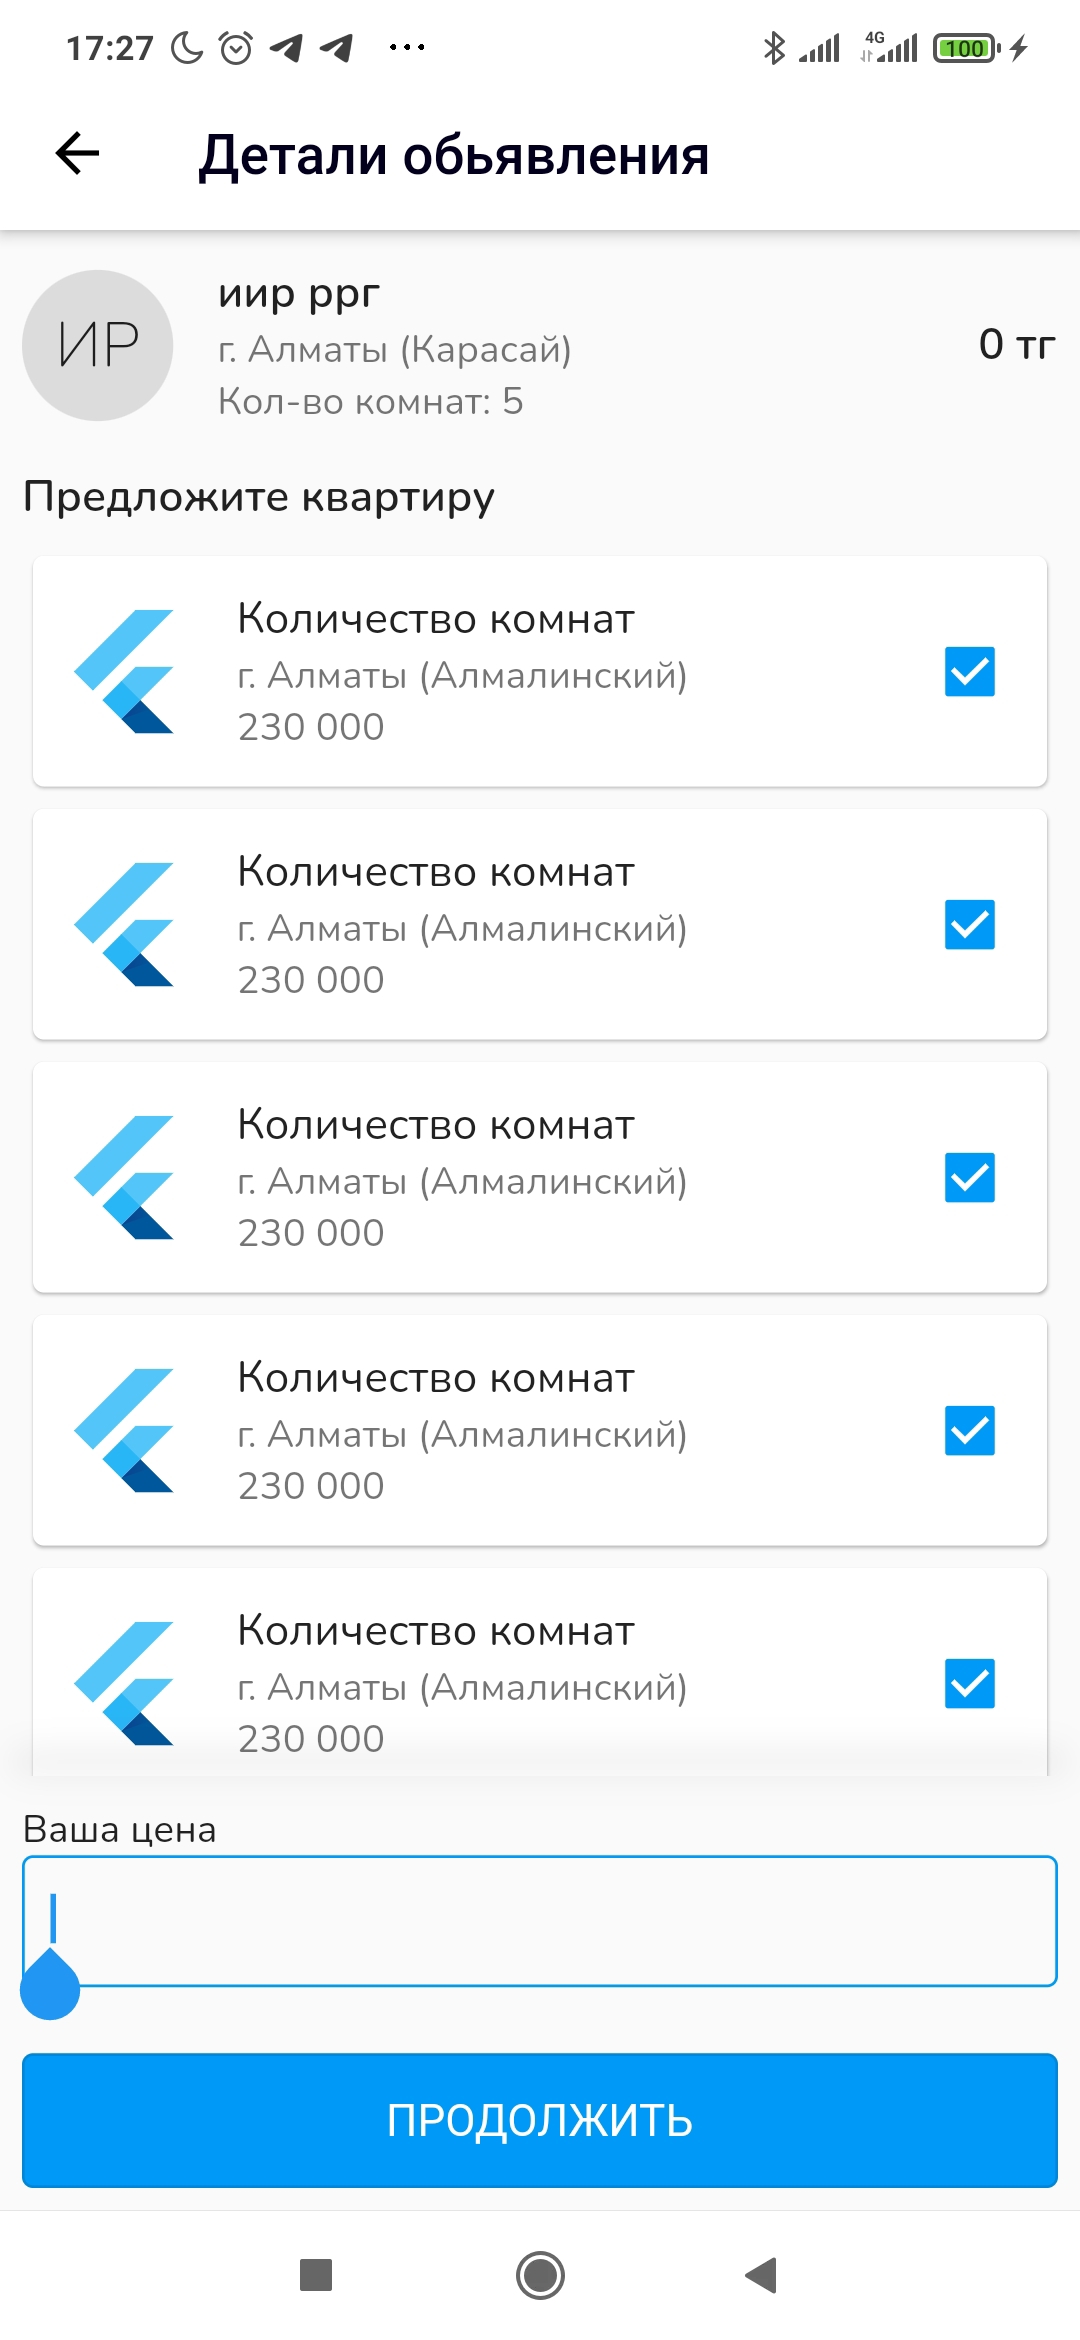 17:27
4G
100
Детали обьявления
ИР
иир ррг
г. Алматы (Карасай)
Кол-во комнат: 5
0 тг
Предложите квартиру
Количество комнат
г. Алматы (Алмалинский)
230 000
Количество комнат
г. Алматы (Алмалинский)
230 000
Количество комнат
г. Алматы (Алмалинский)
230 000
Количество комнат
г. Алматы (Алмалинский)
230 000
Количество комнат
г. Алматы (Алмалинский)
230 000
Ваша цена
ПРОДОЛЖИТЬ